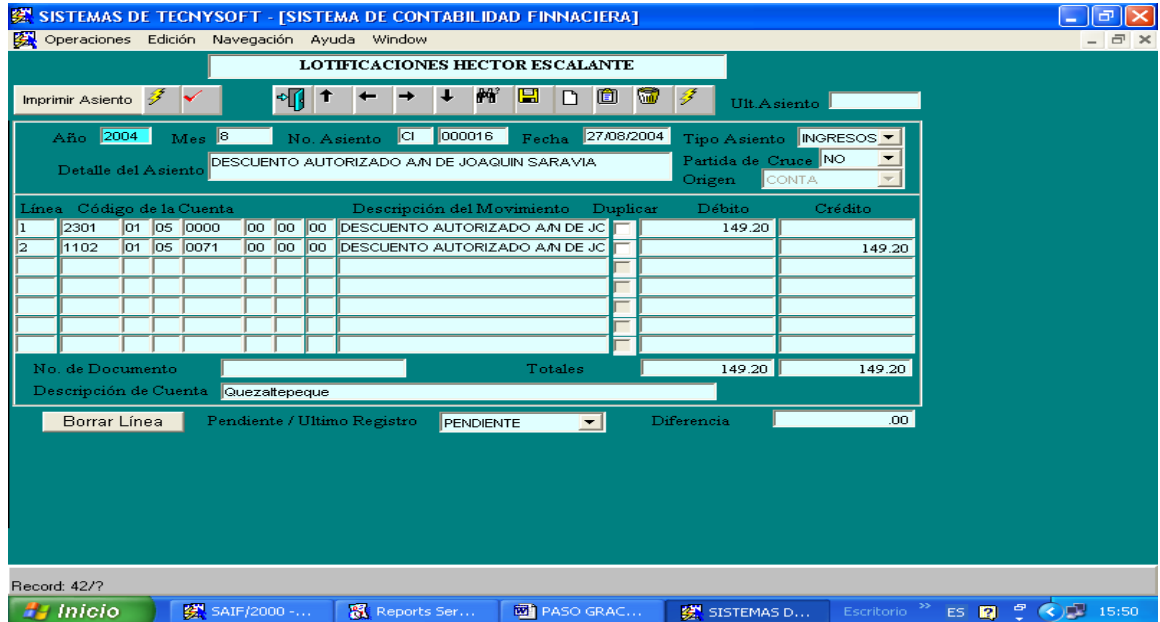 SISTEMAS DE TECNYSOFT - [SISTEMA DE CONTABILIDAD FINNACIERA]
Operaciones Edición Navegación Ayuda Window
LOTIFICACIONES HECTOR ESCALANTE
Imprimir Asiento Ult.Asiento
Año 2004 Mes 8 No. Asiento CI 000016 Fecha 27/08/2004 Tipo Asiento INGRESOS
Detalle del Asiento DESCUENTO AUTORIZADO A/N DE JOAQUIN SARAVIA Partida de Cruce NO
Origen CONTA
Línea Código de la Cuenta Descripción del Movimiento Duplicar Débito Crédito
1 2301 01 05 0000 00 00 00 DESCUENTO AUTORIZADO A/N DE JC 149.20
2 1102 01 05 0071 00 00 00 DESCUENTO AUTORIZADO A/N DE JC 149.20
No. de Documento Totales 149.20 149.20
Descripción de Cuenta Quezaltepeque
Borrar Línea Pendiente / Ultimo Registro PENDIENTE Diferencia .00
Record: 42/?
Inicio SAIF/2000 -... Reports Ser... PASO GRAC... SISTEMAS D... Escritorio » ES 15:50